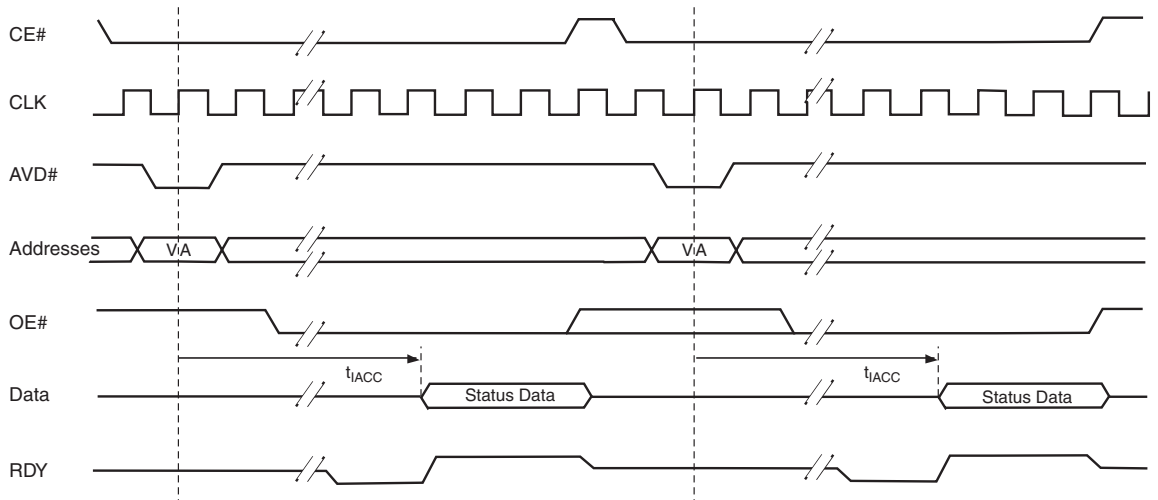 CE#
CLK
AVD#
Addresses VA VA
OE#
tIACC tIACC
Data Status Data Status Data
RDY